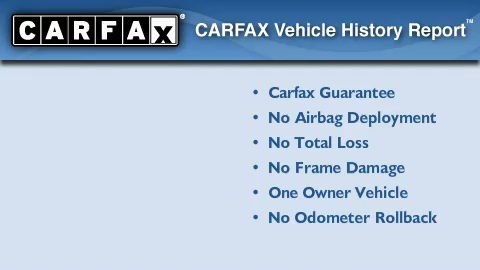 CARFAX® CARFAX Vehicle History Report™
• Carfax Guarantee
• No Airbag Deployment
• No Total Loss
• No Frame Damage
• One Owner Vehicle
• No Odometer Rollback